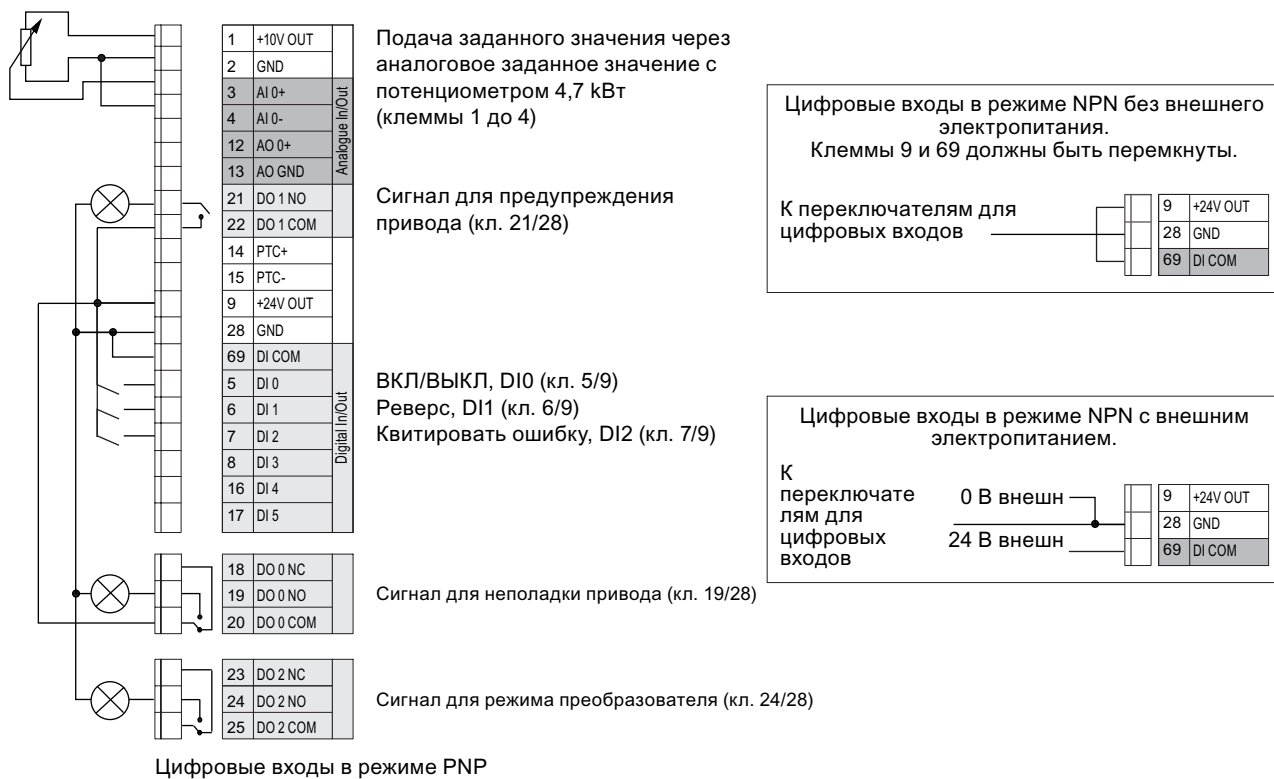 1 +10V OUT
2 GND
3 AI 0+
4 AI 0-
12 AO 0+
13 AO GND
Analogue In/Out
21 DO 1 NO
22 DO 1 COM
14 PTC+
15 PTC-
9 +24V OUT
28 GND
69 DI COM
5 DI 0
6 DI 1
7 DI 2
8 DI 3
16 DI 4
17 DI 5
Digital In/Out
18 DO 0 NC
19 DO 0 NO
20 DO 0 COM
23 DO 2 NC
24 DO 2 NO
25 DO 2 COM
Цифровые входы в режиме PNP
Подача заданного значения через
аналоговое заданное значение с
потенциометром 4,7 kВт
(клеммы 1 до 4)
Сигнал для предупреждения
привода (кл. 21/28)
ВКЛ/ВЫКЛ, DI0 (кл. 5/9)
Реверс, DI1 (кл. 6/9)
Квитировать ошибку, DI2 (кл. 7/9)
Сигнал для неполадки привода (кл. 19/28)
Сигнал для режима преобразователя (кл. 24/28)
Цифровые входы в режиме NPN без внешнего
электропитания.
Клеммы 9 и 69 должны быть перемкнуты.
К переключателям для
цифровых входов
9 +24V OUT
28 GND
69 DI COM
Цифровые входы в режиме NPN с внешним
электропитанием.
К
переключате
лям для
цифровых
входов
0 В внешн
24 В внешн
9 +24V OUT
28 GND
69 DI COM